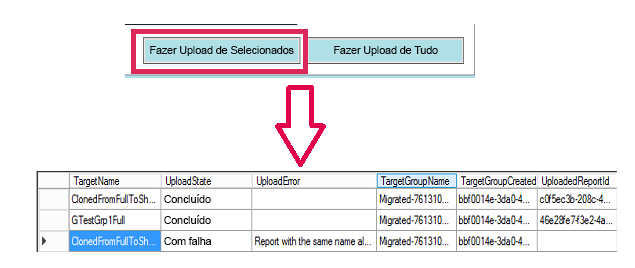 Fazer Upload de Selecionados Fazer Upload de Tudo
TargetName UploadState UploadError TargetGroupName TargetGroupCreated UploadedReportId
ClonedFromFullToSh... Concluído Migrated-761310... bbf0014e-3da0-4... c0f5ec3b-208c-4...
GTestGrp1Full Concluído Migrated-761310... bbf0014e-3da0-4... 46e28fe7-f3e2-4a...
ClonedFromFullToSh... Com falha Report with the same name al... Migrated-761310... bbf0014e-3da0-4...